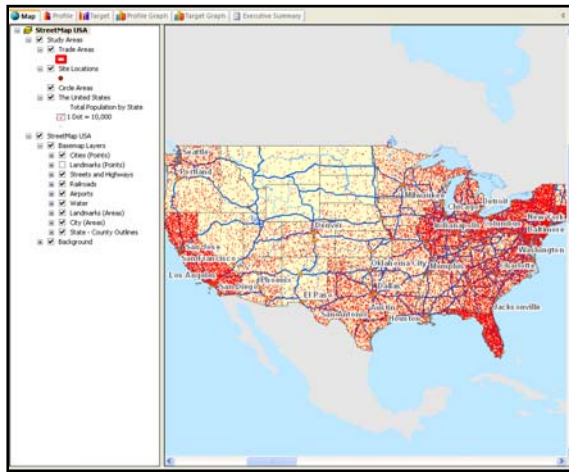 Map
Profile
Target
Profile Graph
Target Graph
Executive Summary
StreetMap USA
Study Areas
Trade Areas
Site Locations
Circle Areas
The United States
Total Population by State
1 Dot = 10,000
StreetMap USA
Basemap Layers
Cities (Points)
Landmarks (Points)
Streets and Highways
Railroads
Airports
Water
Landmarks (Areas)
City (Areas)
State - County Outlines
Background
Seattle
Portland
Milwaukee
Detroit
Chicago
New York
Columbus
Indianapolis
Baltimore
Denver
Washington
San Jose
San Francisco
Oklahoma City
Memphis
Charlotte
Los Angeles
Phoenix
San Diego
Dallas
El Paso
Jacksonville
Austin
San Antonio
Houston